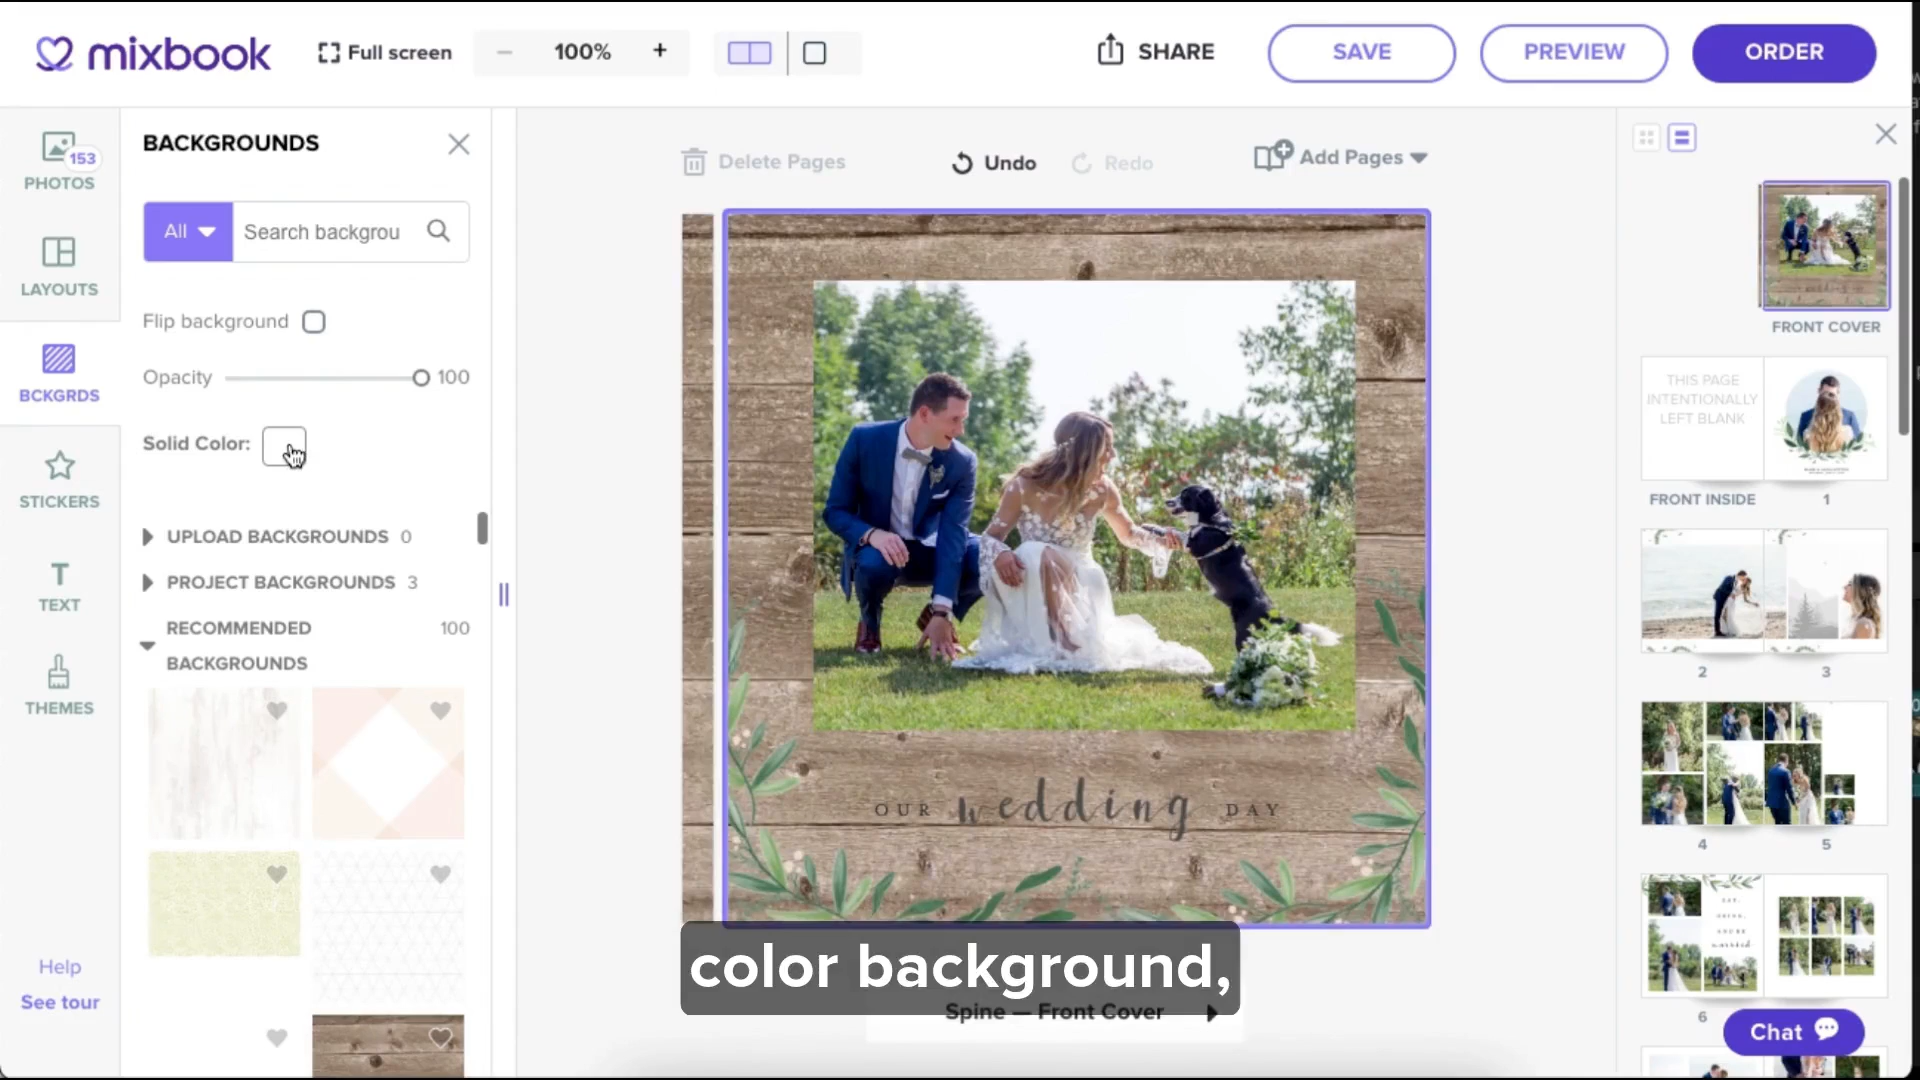 mixbook
Full screen
100%
SHARE
SAVE
PREVIEW
ORDER
153
PHOTOS
LAYOUTS
BCKGRDS
STICKERS
TEXT
THEMES
Help
See tour
BACKGROUNDS
All
Search backgrou
Flip background
Opacity
100
Solid Color:
UPLOAD BACKGROUNDS 0
PROJECT BACKGROUNDS 3
RECOMMENDED BACKGROUNDS 100
Delete Pages
Undo
Redo
Add Pages
OUR wedding DAY
color background,
Spine — Front Cover
FRONT COVER
THIS PAGE
INTENTIONALLY
LEFT BLANK
FRONT INSIDE
1
2
3
4
5
6
Chat